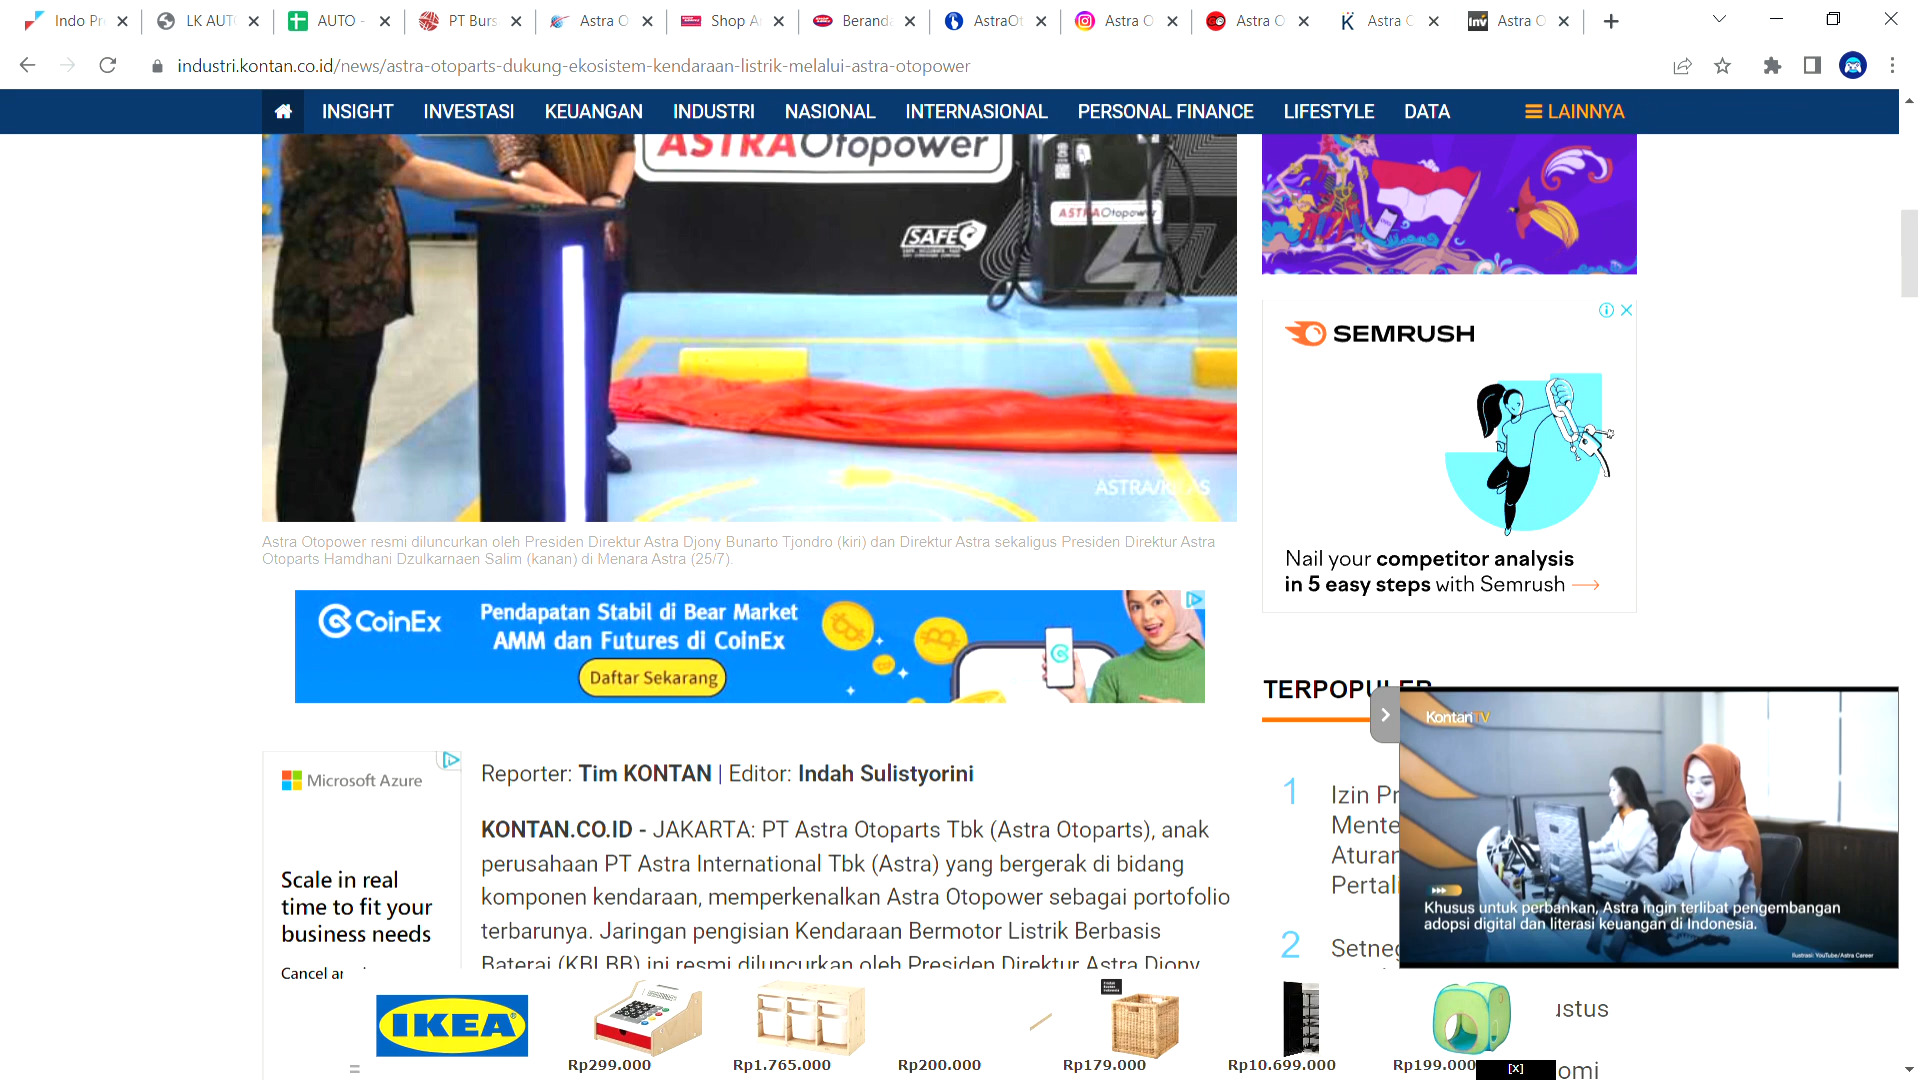 Indo Pr
LK AUT
AUTO -
PT Burs
Astra O
Shop A
Berand
AstraOt
Astra O
Astra O
Astra O
Astra O
industri.kontan.co.id/news/astra-otoparts-dukung-ekosistem-kendaraan-listrik-melalui-astra-otopower
INSIGHT
INVESTASI
KEUANGAN
INDUSTRI
NASIONAL
INTERNASIONAL
PERSONAL FINANCE
LIFESTYLE
DATA
LAINNYA
ASTRAOtopower
ASTRAOtopower
SAFE
Astra Otopower resmi diluncurkan oleh Presiden Direktur Astra Djony Bunarto Tjondro (kiri) dan Direktur Astra sekaligus Presiden Direktur Astra
Otoparts Hamdhani Dzulkarnaen Salim (kanan) di Menara Astra (25/7).
SEMRUSH
Nail your competitor analysis
in 5 easy steps with Semrush
CoinEx
Pendapatan Stabil di Bear Market
AMM dan Futures di CoinEx
Daftar Sekarang
TERPOPULER
Microsoft Azure
Scale in real
time to fit your
business needs
Cancel an
Reporter: Tim KONTAN | Editor: Indah Sulistyorini
KONTAN.CO.ID - JAKARTA: PT Astra Otoparts Tbk (Astra Otoparts), anak
perusahaan PT Astra International Tbk (Astra) yang bergerak di bidang
komponen kendaraan, memperkenalkan Astra Otopower sebagai portofolio
terbarunya. Jaringan pengisian Kendaraan Bermotor Listrik Berbasis
Baterai (KBLBB) ini resmi diluncurkan oleh Presiden Direktur Astra Djony
1
Izin Pr
Mente
Aturan
Pertali
2
Setneg
ustus
omi
KontanTV
Khusus untuk perbankan, Astra ingin terlibat pengembangan
adopsi digital dan literasi keuangan di Indonesia.
Ilustrasi: YouTube/Astra Career
IKEA
Rp299.000
Rp1.765.000
Rp200.000
Rp179.000
Rp10.699.000
Rp199.000
[X]